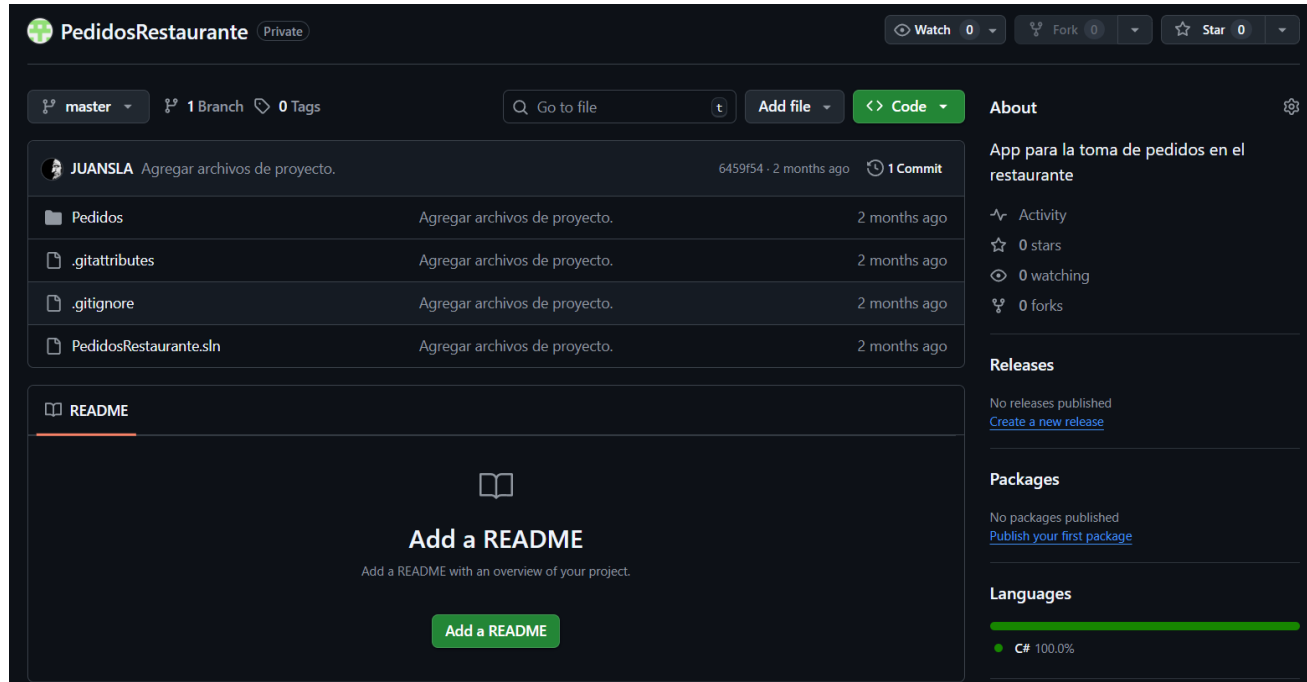 PedidosRestaurante Private
Watch 0
Fork 0
Star 0
master
1 Branch
0 Tags
Go to file
t
Add file
<> Code
JUANSLA Agregar archivos de proyecto.
6459f54 · 2 months ago
1 Commit
Pedidos Agregar archivos de proyecto. 2 months ago
.gitattributes Agregar archivos de proyecto. 2 months ago
.gitignore Agregar archivos de proyecto. 2 months ago
PedidosRestaurante.sln Agregar archivos de proyecto. 2 months ago
README
Add a README
Add a README with an overview of your project.
Add a README
About
App para la toma de pedidos en el
restaurante
Activity
0 stars
0 watching
0 forks
Releases
No releases published
Create a new release
Packages
No packages published
Publish your first package
Languages
C# 100.0%